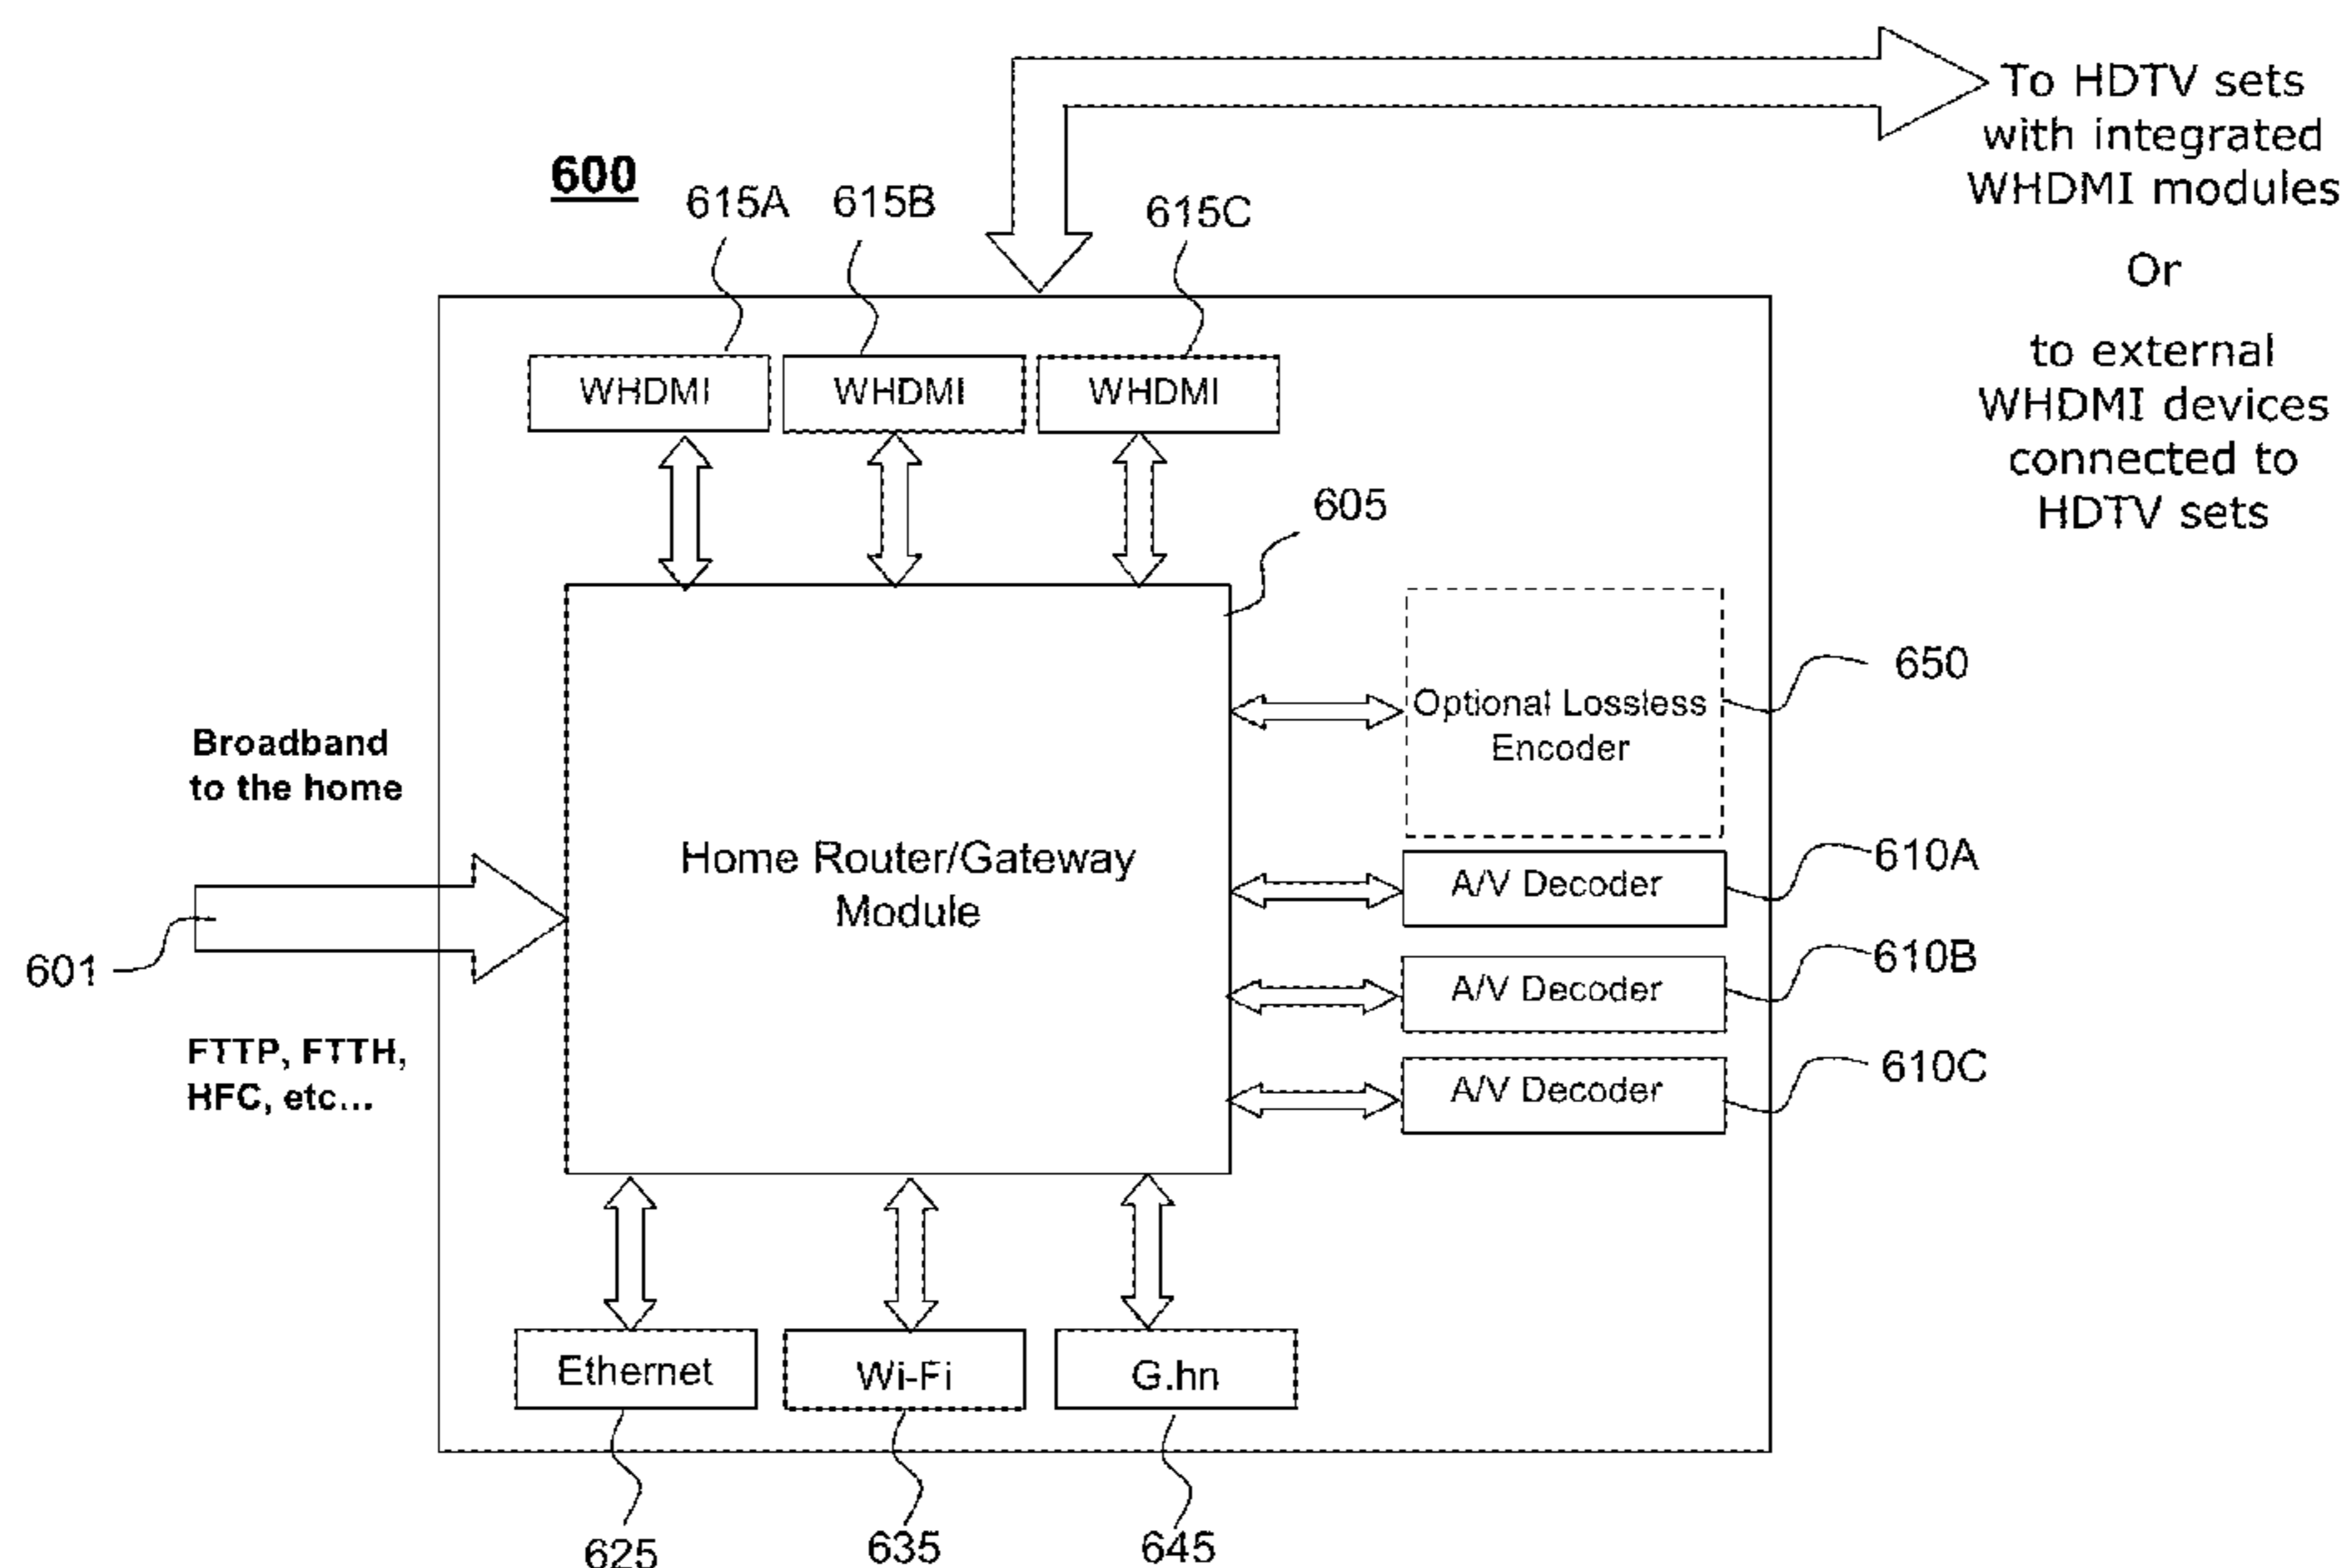 To HDTV sets
with integrated
WHDMI modules
Or
to external
WHDMI devices
connected to
HDTV sets
600
615A
615B
615C
WHDMI
WHDMI
WHDMI
605
Optional Lossless
Encoder
650
Broadband
to the home
Home Router/Gateway
Module
A/V Decoder
610A
A/V Decoder
610B
A/V Decoder
610C
601
FTTP, FTTH,
HFC, etc...
Ethernet
Wi-Fi
G.hn
625
635
645